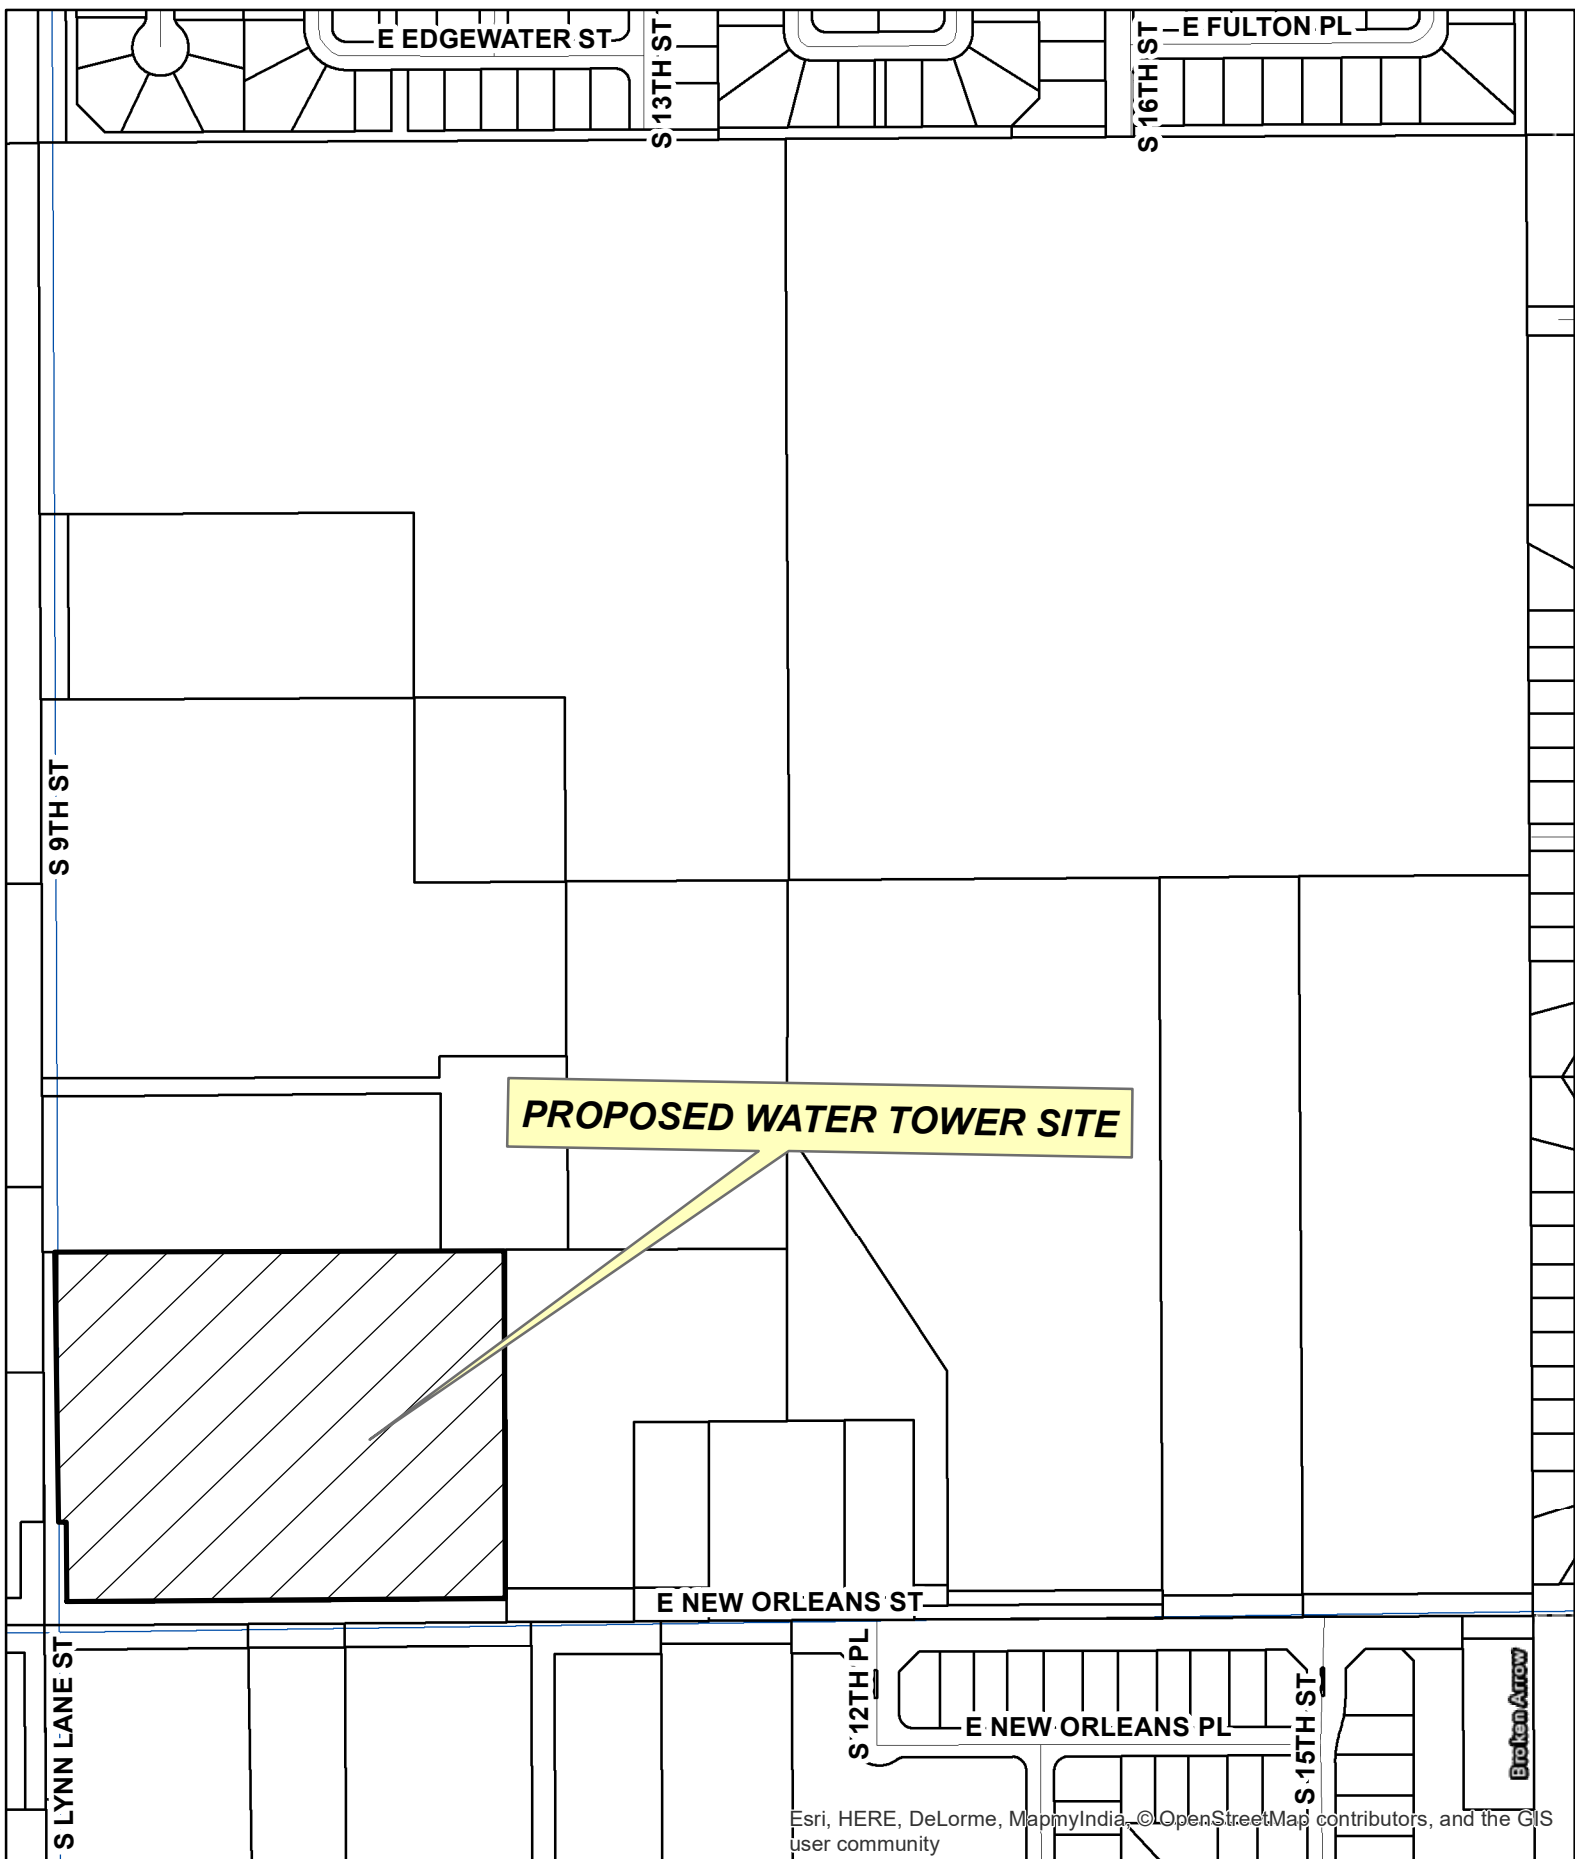 E EDGEWATER ST
S 13TH ST
S 16TH ST
E FULTON PL
S 9TH ST
PROPOSED WATER TOWER SITE
E NEW ORLEANS ST
S LYNN LANE ST
S 12TH PL
E NEW ORLEANS PL
S 15TH ST
Broken Arrow
Esri, HERE, DeLorme, MapmyIndia, © OpenStreetMap contributors, and the GIS
user community